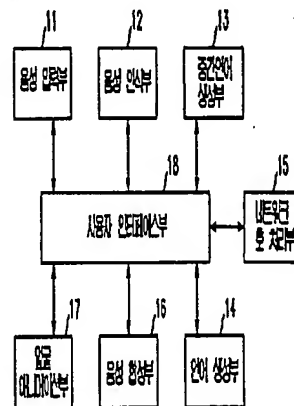 11
음성 입력부
12
음성 인식부
13
중간언어
생성부
18
사용자 인터페이스부
15
네트워크
호 처리부
17
얼굴
애니메이션부
16
음성 합성부
14
언어 생성부